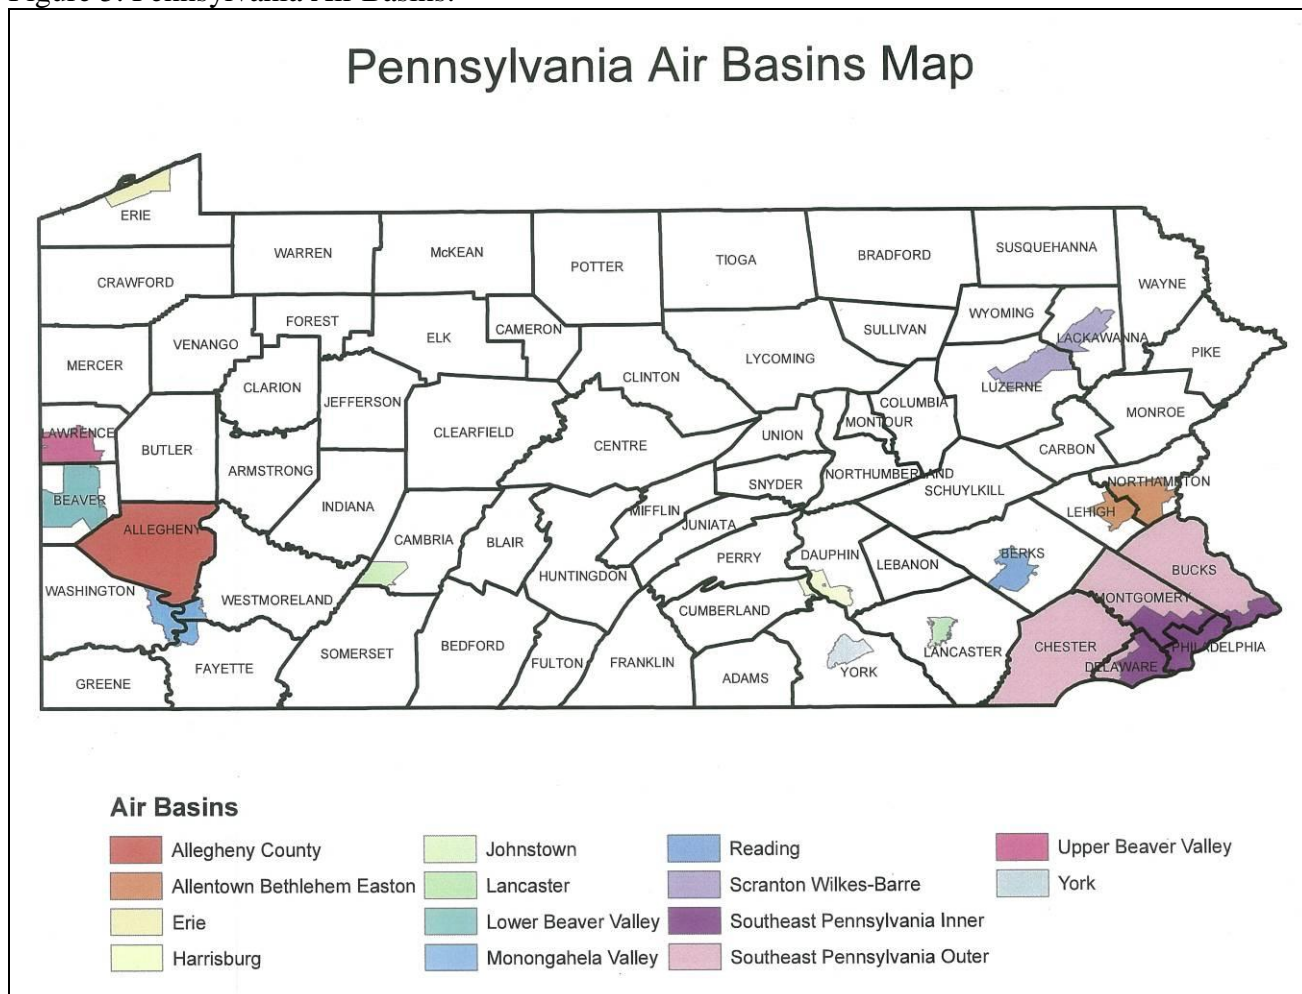 Figure 3. Pennsylvania Air Basins.
Pennsylvania Air Basins Map
ERIE
WARREN
McKEAN
POTTER
TIOGA
BRADFORD
SUSQUEHANNA
WAYNE
CRAWFORD
FOREST
ELK
CAMERON
SULLIVAN
WYOMING
LACKAWANNA
PIKE
VENANGO
MERCER
CLARION
JEFFERSON
CLINTON
LYCOMING
LUZERNE
COLUMBIA
MONTOUR
MONROE
LAWRENCE
BUTLER
CLEARFIELD
CENTRE
UNION
CARBON
ARMSTRONG
NORTHUMBERLAND
SNYDER
SCHUYLKILL
NORTHAMPTON
BEAVER
INDIANA
MIFFLIN
JUNIATA
LEHIGH
ALLEGHENY
CAMBRIA
BLAIR
PERRY
DAUPHIN
LEBANON
BERKS
BUCKS
HUNTINGDON
WASHINGTON
WESTMORELAND
CUMBERLAND
MONTGOMERY
SOMERSET
BEDFORD
FULTON
FRANKLIN
LANCASTER
CHESTER
PHILADELPHIA
DELAWARE
FAYETTE
GREENE
ADAMS
YORK
Air Basins
Allegheny County
Allentown Bethlehem Easton
Erie
Harrisburg
Johnstown
Lancaster
Lower Beaver Valley
Monongahela Valley
Reading
Scranton Wilkes-Barre
Southeast Pennsylvania Inner
Southeast Pennsylvania Outer
Upper Beaver Valley
York